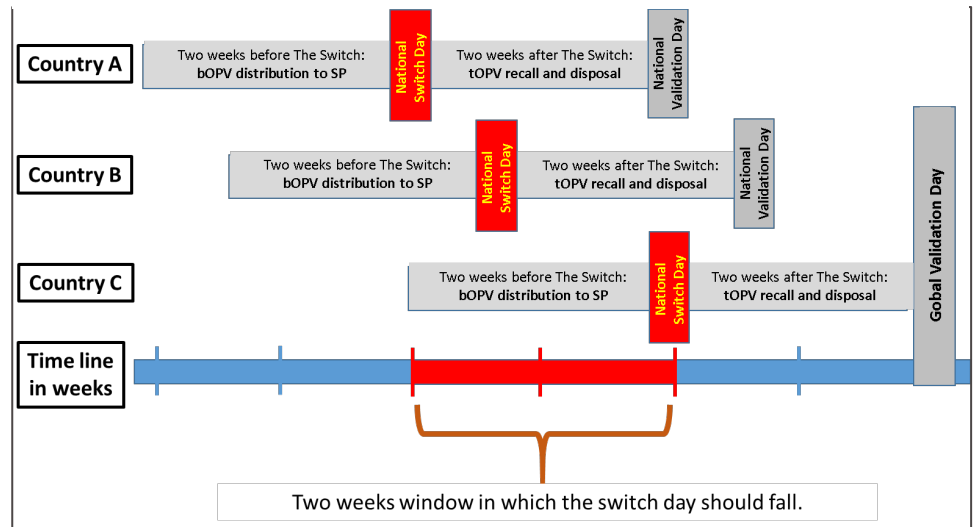 Country A
Two weeks before The Switch:
bOPV distribution to SP
National
Switch Day
Two weeks after The Switch:
tOPV recall and disposal
National
Validation Day
Country B
Two weeks before The Switch:
bOPV distribution to SP
National
Switch Day
Two weeks after The Switch:
tOPV recall and disposal
National
Validation Day
Country C
Two weeks before The Switch:
bOPV distribution to SP
National
Switch Day
Two weeks after The Switch:
tOPV recall and disposal
Gobal Validation Day
Time line
in weeks
Two weeks window in which the switch day should fall.